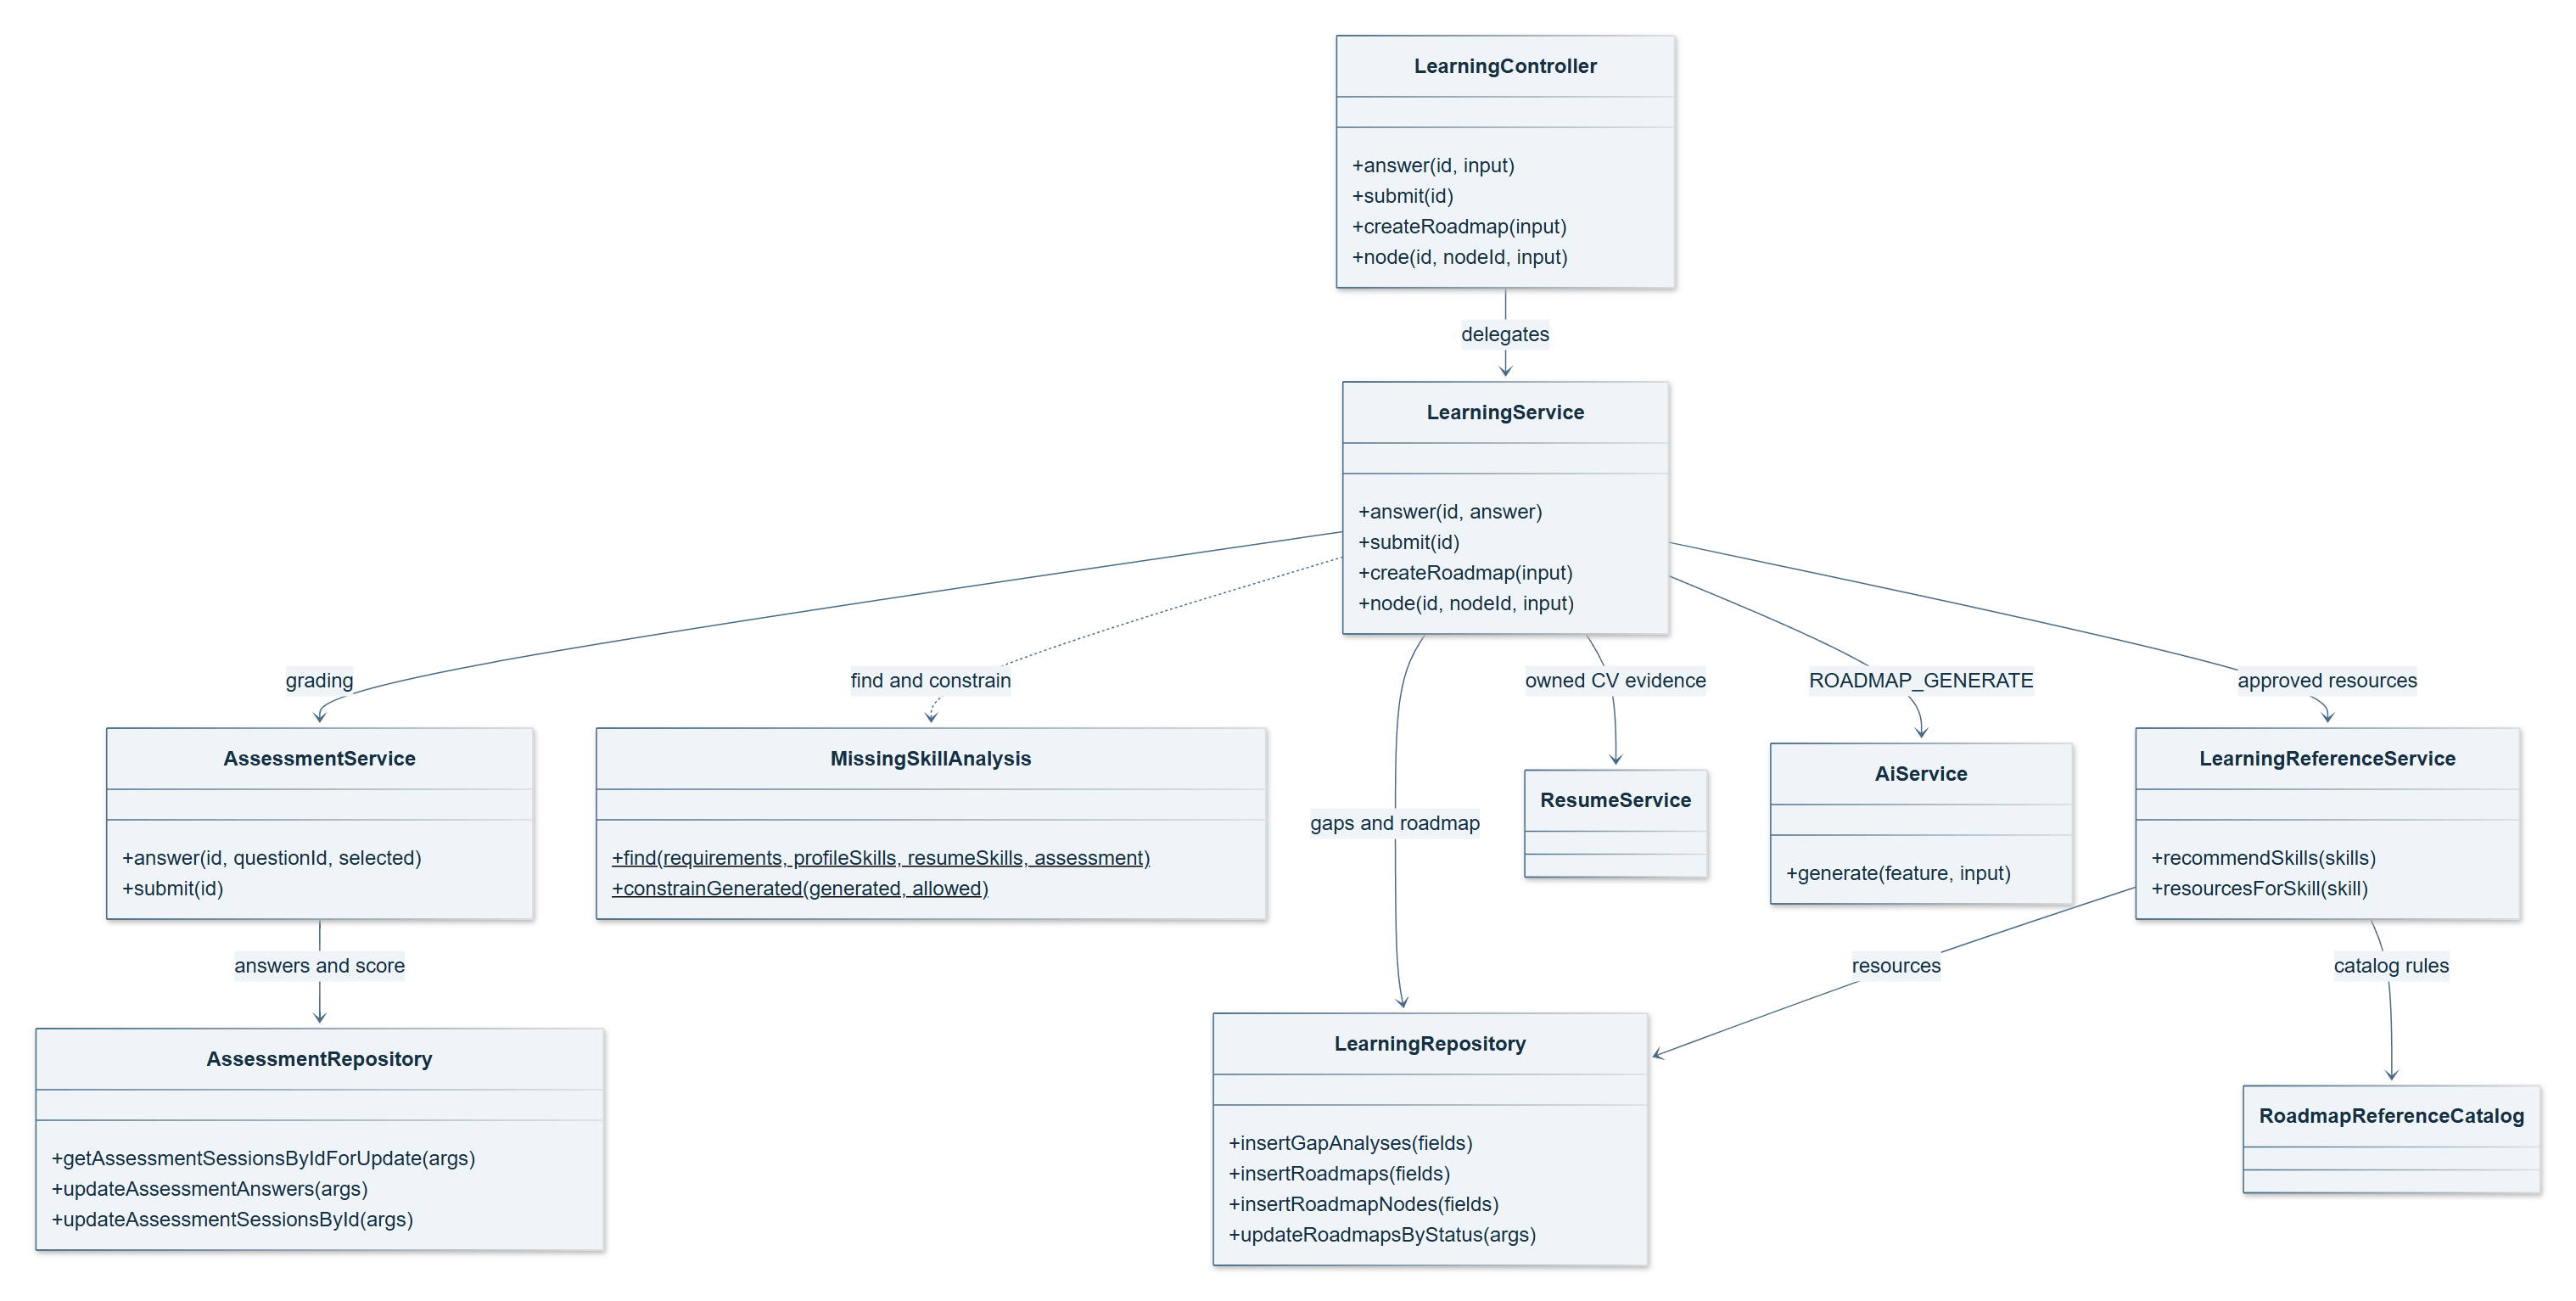 LearningController
+answer(id, input)
+submit(id)
+createRoadmap(input)
+node(id, nodeId, input)
delegates
LearningService
+answer(id, answer)
+submit(id)
+createRoadmap(input)
+node(id, nodeId, input)
grading
find and constrain
owned CV evidence
ROADMAP_GENERATE
approved resources
AssessmentService
+answer(id, questionId, selected)
+submit(id)
MissingSkillAnalysis
+find(requirements, profileSkills, resumeSkills, assessment)
+constrainGenerated(generated, allowed)
gaps and roadmap
ResumeService
AiService
+generate(feature, input)
LearningReferenceService
+recommendSkills(skills)
+resourcesForSkill(skill)
answers and score
resources
catalog rules
AssessmentRepository
+getAssessmentSessionsByIdForUpdate(args)
+updateAssessmentAnswers(args)
+updateAssessmentSessionsById(args)
LearningRepository
+insertGapAnalyses(fields)
+insertRoadmaps(fields)
+insertRoadmapNodes(fields)
+updateRoadmapsByStatus(args)
RoadmapReferenceCatalog